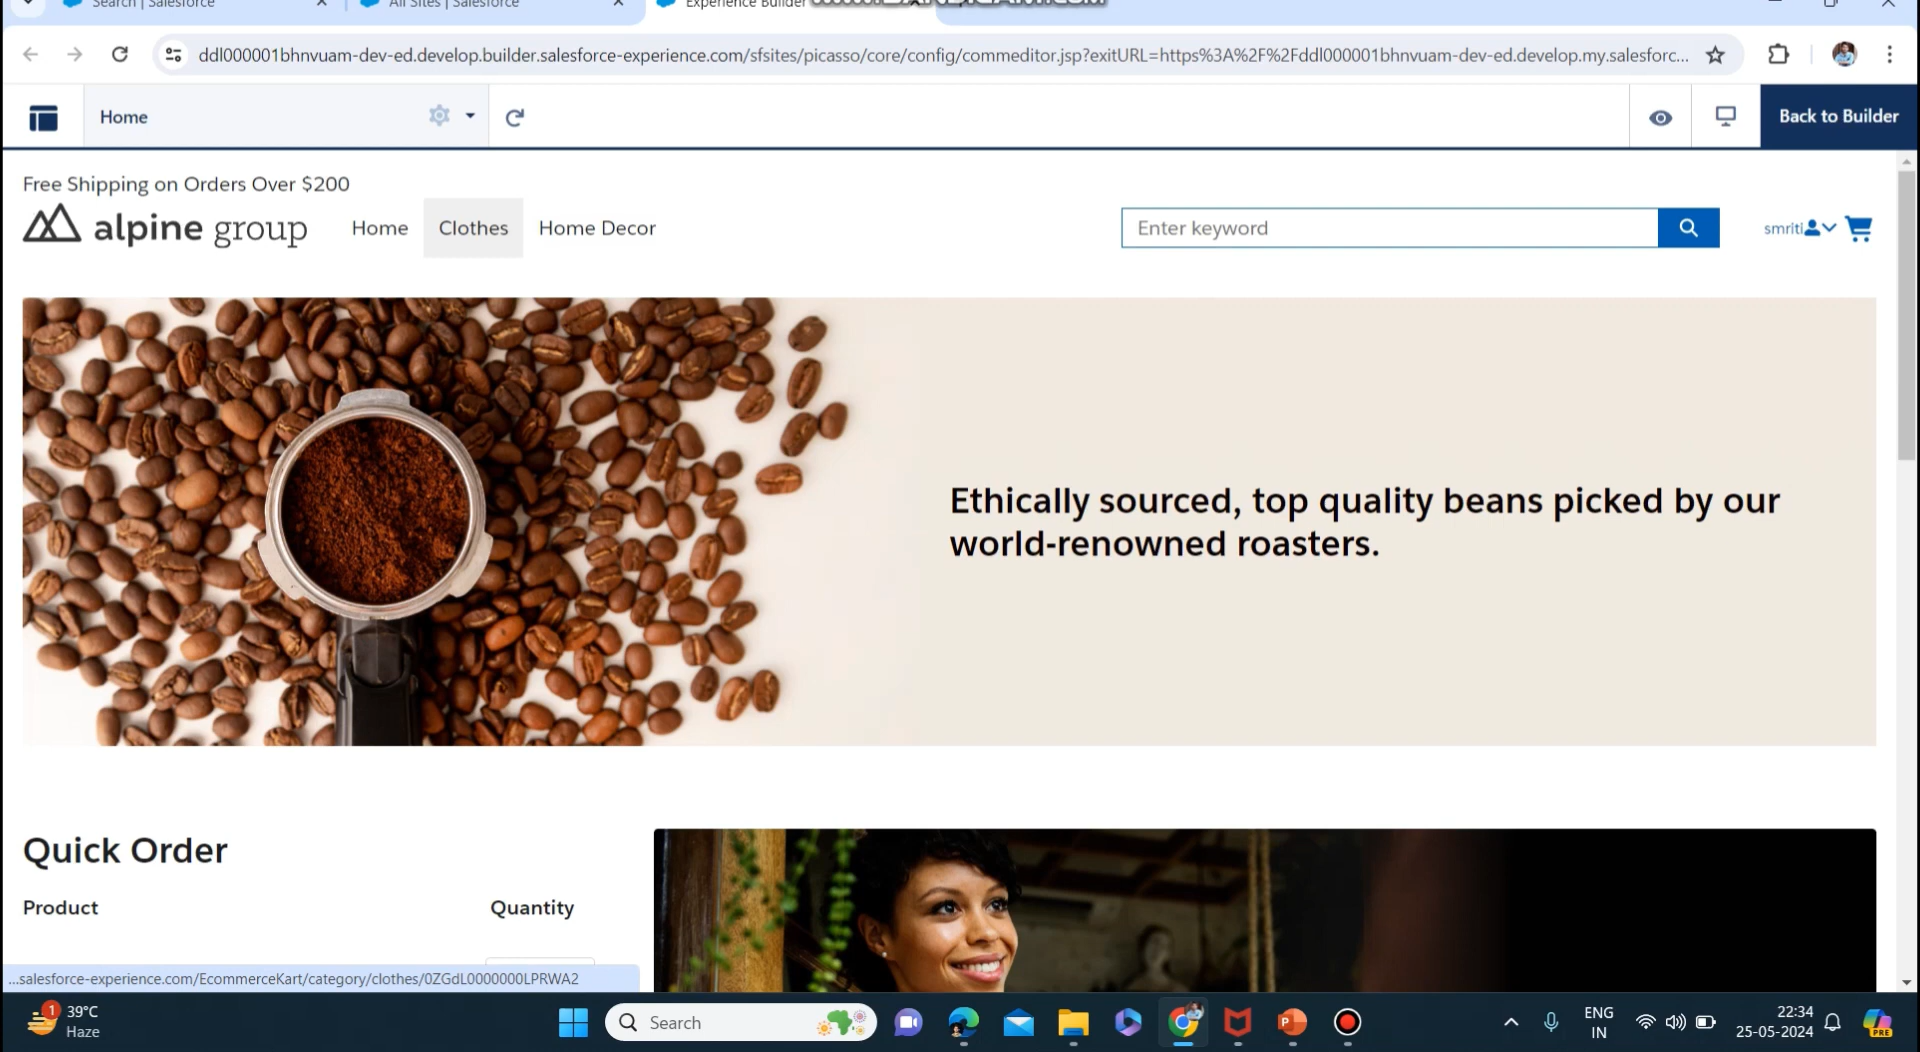 Search | Salesforce
All Sites | Salesforce
Experience Builder
ddl000001bhnvuam-dev-ed.develop.builder.salesforce-experience.com/sfsites/picasso/core/config/commeditor.jsp?exitURL=https%3A%2F%2Fddl000001bhnvuam-dev-ed.develop.my.salesforc...
Home
Back to Builder
Free Shipping on Orders Over $200
alpine group
Home
Clothes
Home Decor
Enter keyword
smriti
Ethically sourced, top quality beans picked by our
world-renowned roasters.
Quick Order
Product
Quantity
...salesforce-experience.com/EcommerceKart/category/clothes/0ZGdL0000000LPRWA2
1
39°C
Haze
Search
ENG
IN
22:34
25-05-2024
PRE